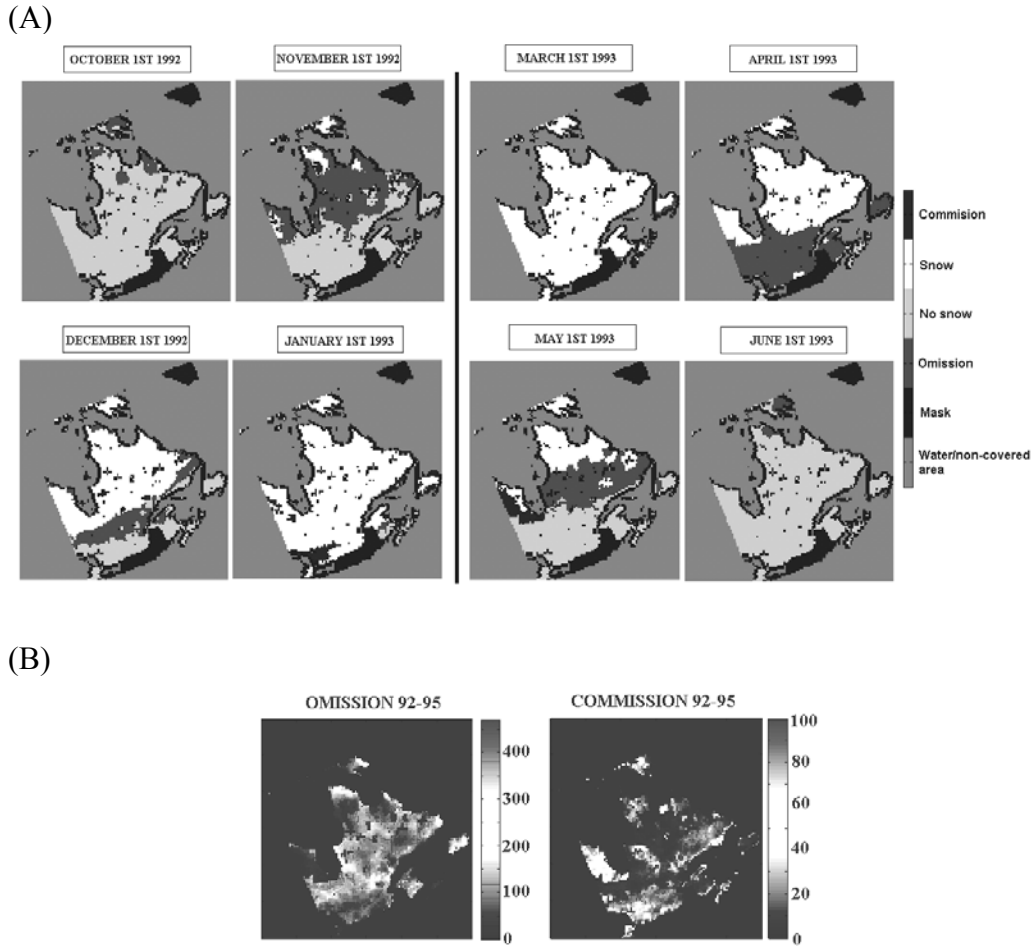 (A)
OCTOBER 1ST 1992
NOVEMBER 1ST 1992
MARCH 1ST 1993
APRIL 1ST 1993
Commision
Snow
No snow
Omission
Mask
Water/non-covered
area
DECEMBER 1ST 1992
JANUARY 1ST 1993
MAY 1ST 1993
JUNE 1ST 1993
(B)
OMISSION 92-95
400
300
200
100
0
COMMISSION 92-95
100
80
60
40
20
0